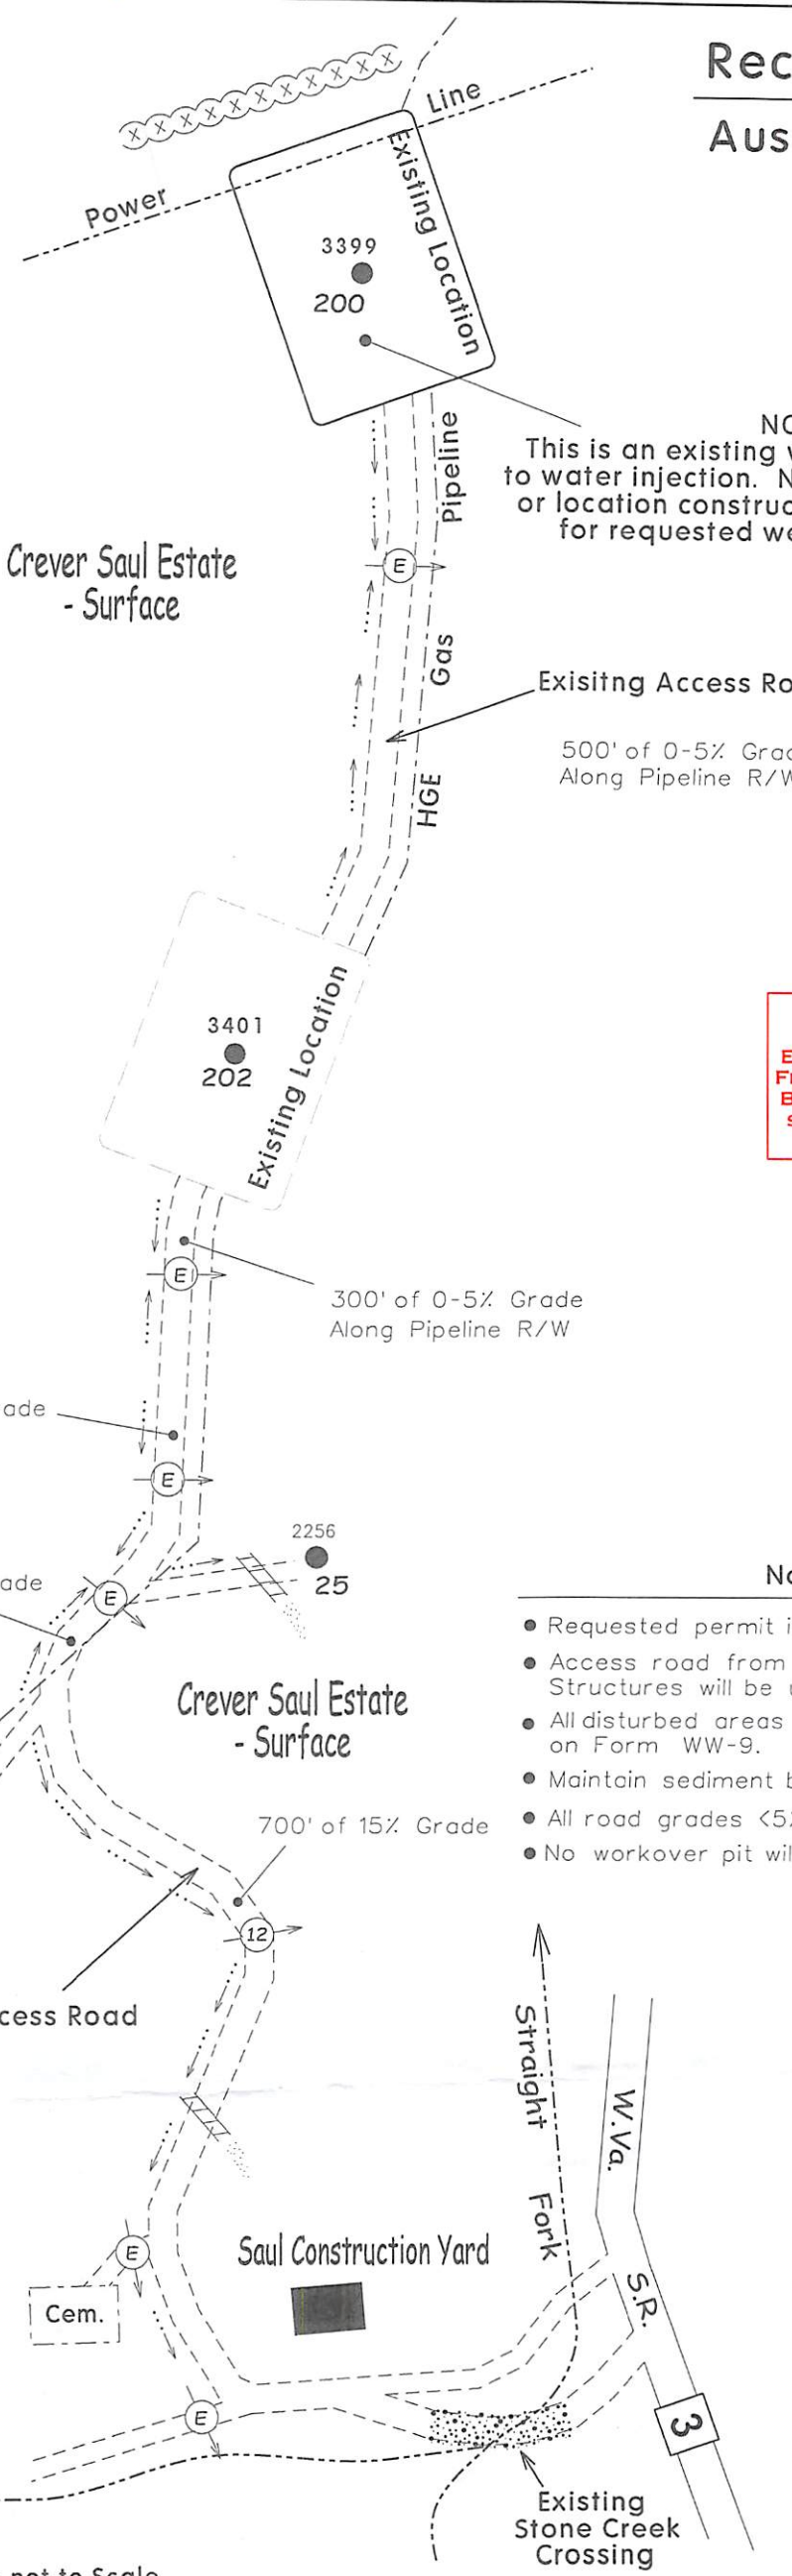 Rec
Aus
Line
Power
Existing Location
3399
200
NO
This is an existing
to water injection.
or location construc
for requested we
Pipeline
Crever Saul Estate
- Surface
E
Gas
Exisitng Access Ro
500' of 0-5% Grad
Along Pipeline R/W
HGE
3401
202
Existing Location
E
300' of 0-5% Grade
Along Pipeline R/W
ade
E
2256
25
ade
E
No
Requested permit i
Access road from
Structures will be u
All disturbed areas
on Form WW-9.
Maintain sediment b
All road grades <5%
No workover pit wil
Crever Saul Estate
- Surface
700' of 15% Grade
12
cess Road
Straight Fork
W.Va.
S.R.
3
E
Saul Construction Yard
Cem.
E
Existing
Stone Creek
Crossing
not to Scale